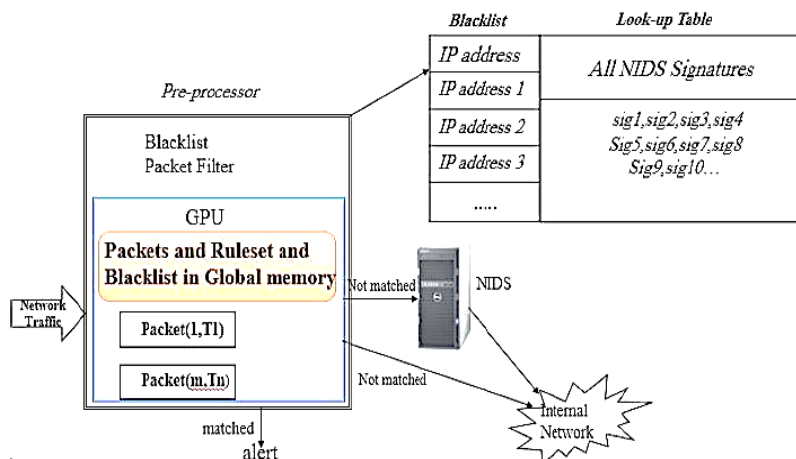 Blacklist
Look-up Table
IP address
All NIDS Signatures
IP address 1
IP address 2
IP address 3
.....
sig1,sig2,sig3,sig4
Sig5,sig6,sig7,sig8
Sig9,sig10...
Pre-processor
Blacklist
Packet Filter
GPU
Packets and Ruleset and
Blacklist in Global memory
Network
Traffic
Packet(1,T1)
Packet(m,Tn)
Not matched
NIDS
Not matched
Internal
Network
matched
alert